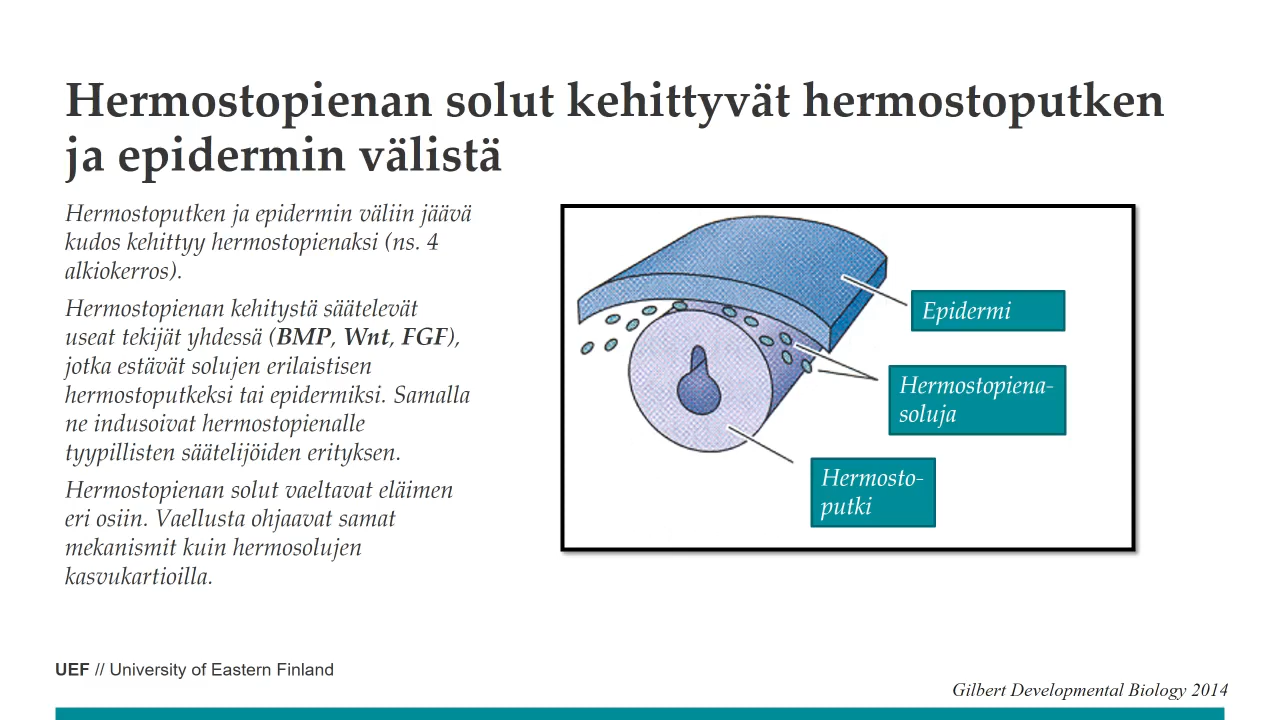 Hermostopienan solut kehittyvät hermostoputken
ja epidermin välistä
Hermostoputken ja epidermin väliin jäävä
kudos kehittyy hermostopienaksi (ns. 4
alkiokerros).
Hermostopienan kehitystä säätelevät
useat tekijät yhdessä (BMP, Wnt, FGF),
jotka estävät solujen erilaistisen
hermostoputkeksi tai epidermiksi. Samalla
ne indusoivat hermostopienalle
tyypillisten säätelijöiden erityksen.
Hermostopienan solut vaeltavat eläimen
eri osiin. Vaellusta ohjaavat samat
mekanismit kuin hermosolujen
kasvukartioilla.
Epidermi
Hermostopiena-
soluja
Hermosto-
putki
UEF // University of Eastern Finland
Gilbert Developmental Biology 2014